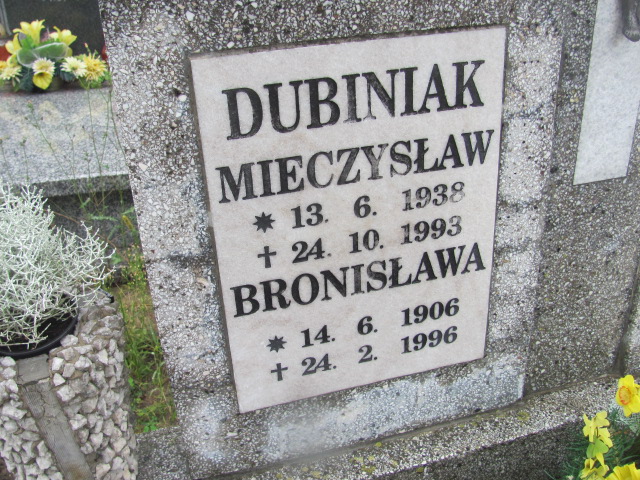 DUBINIAK
MIECZYSŁAW
* 13. 6. 1938
† 24. 10. 1993
BRONISŁAWA
* 14. 6. 1906
† 24. 2. 1996